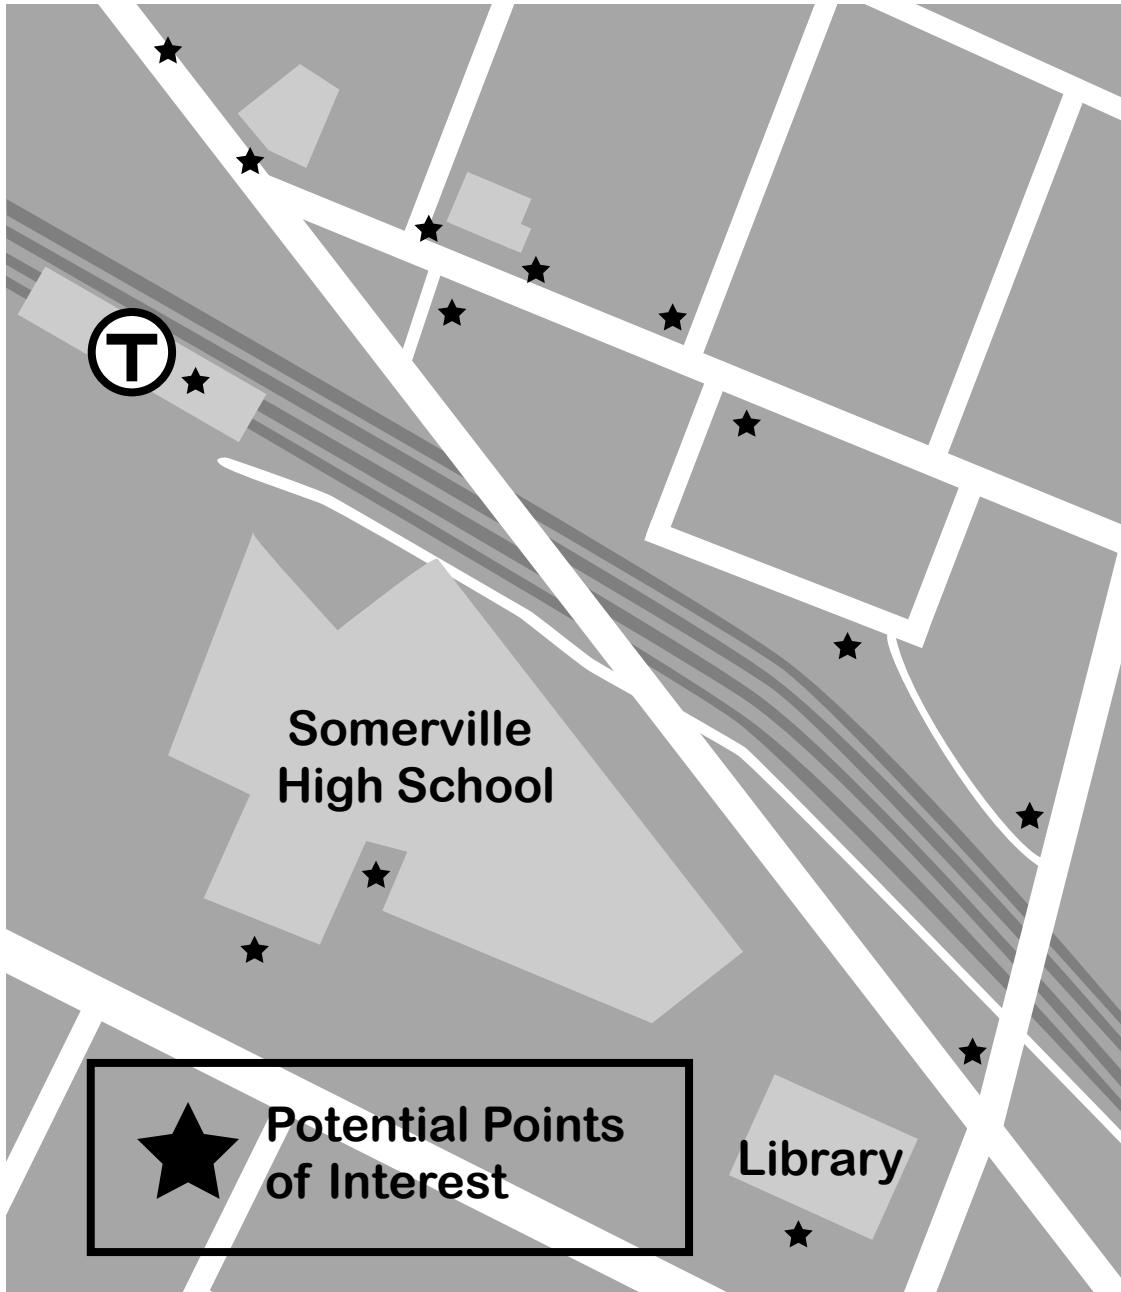 T
Somerville
High School
Library
Potential Points
of Interest